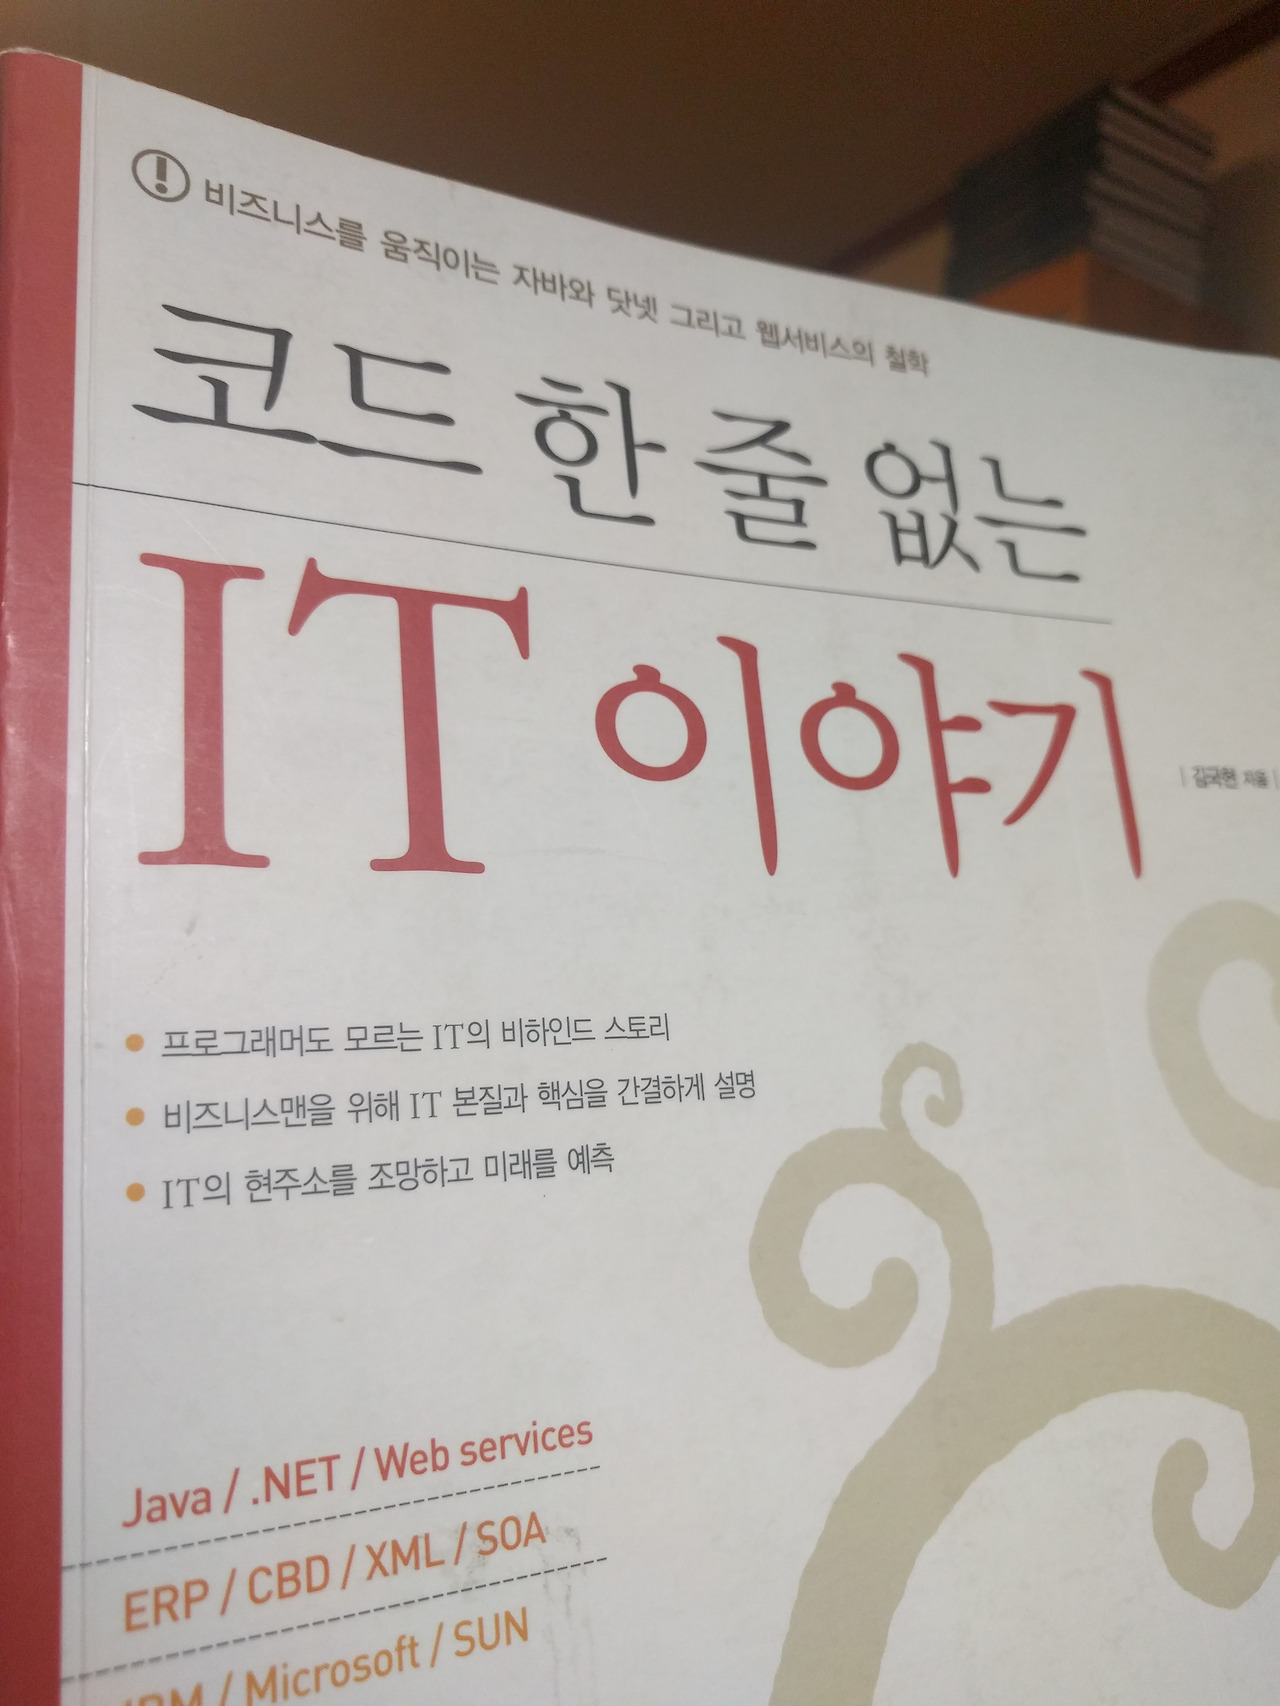 비즈니스를 움직이는 자바와 닷넷 그리고 웹서비스의 철학
코드 한 줄 없는
IT 이야기
김국현 지음
프로그래머도 모르는 IT의 비하인드 스토리
비즈니스맨을 위해 IT 본질과 핵심을 간결하게 설명
IT의 현주소를 조망하고 미래를 예측
Java / .NET / Web services
ERP / CBD / XML / SOA
IBM / Microsoft / SUN